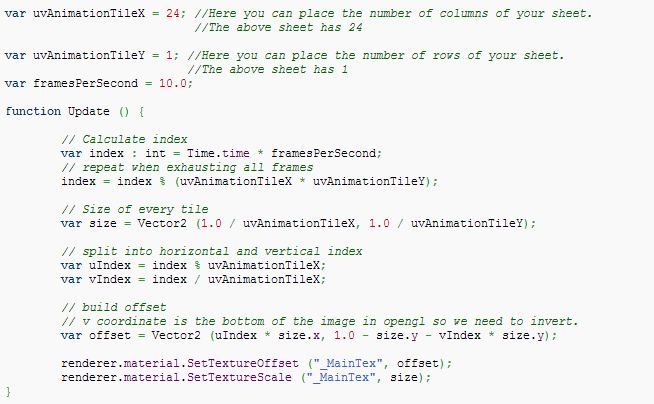 var uvAnimationTileX = 24; //Here you can place the number of columns of your sheet.
//The above sheet has 24
var uvAnimationTileY = 1; //Here you can place the number of rows of your sheet.
//The above sheet has 1
var framesPerSecond = 10.0;
function Update () {
// Calculate index
var index : int = Time.time * framesPerSecond;
// repeat when exhausting all frames
index = index % (uvAnimationTileX * uvAnimationTileY);
// Size of every tile
var size = Vector2 (1.0 / uvAnimationTileX, 1.0 / uvAnimationTileY);
// split into horizontal and vertical index
var uIndex = index % uvAnimationTileX;
var vIndex = index / uvAnimationTileX;
// build offset
// v coordinate is the bottom of the image in opengl so we need to invert.
var offset = Vector2 (uIndex * size.x, 1.0 - size.y - vIndex * size.y);
renderer.material.SetTextureOffset ("_MainTex", offset);
renderer.material.SetTextureScale ("_MainTex", size);
}